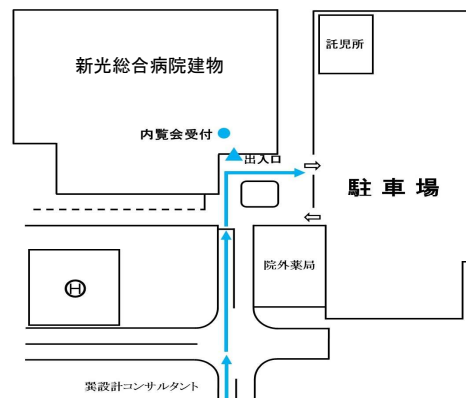 新光総合病院建物
託児所
内覧会受付
出入口
駐車場
院外薬局
H
巽設計コンサルタント